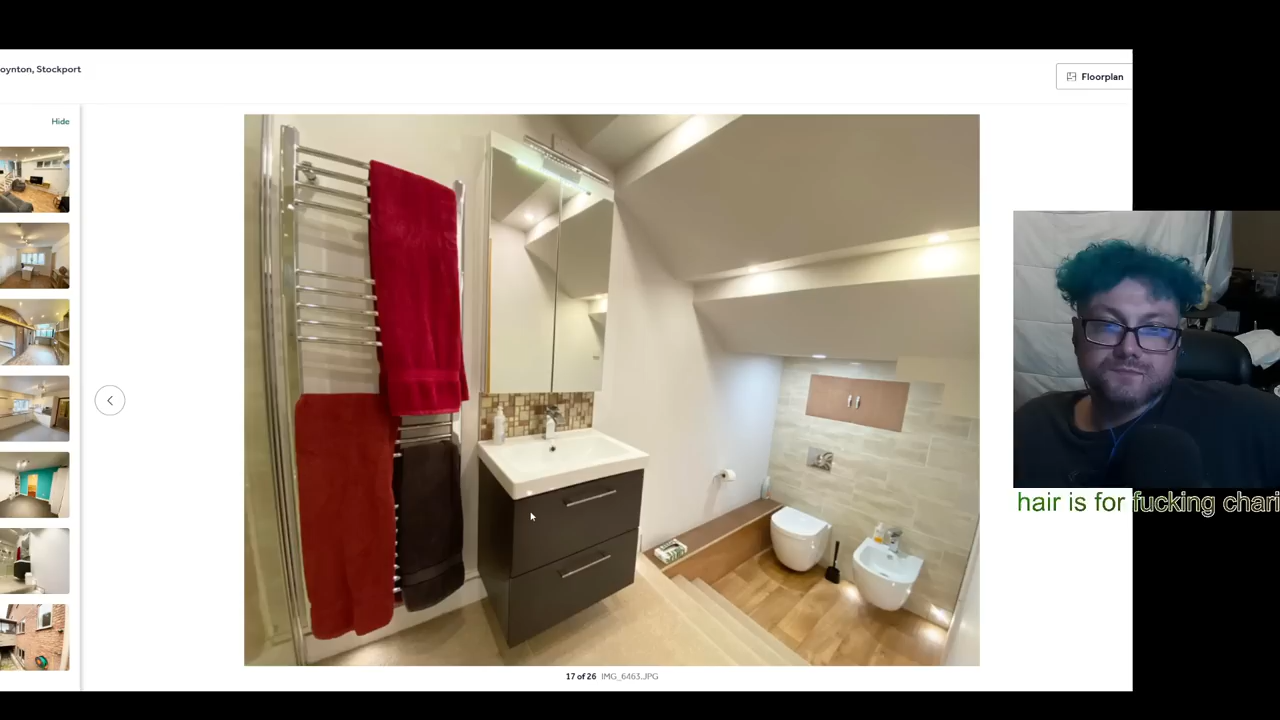 oynton, Stockport
Floorplan
Hide
17 of 26 IMG_6463.JPG
hair is for fucking chari